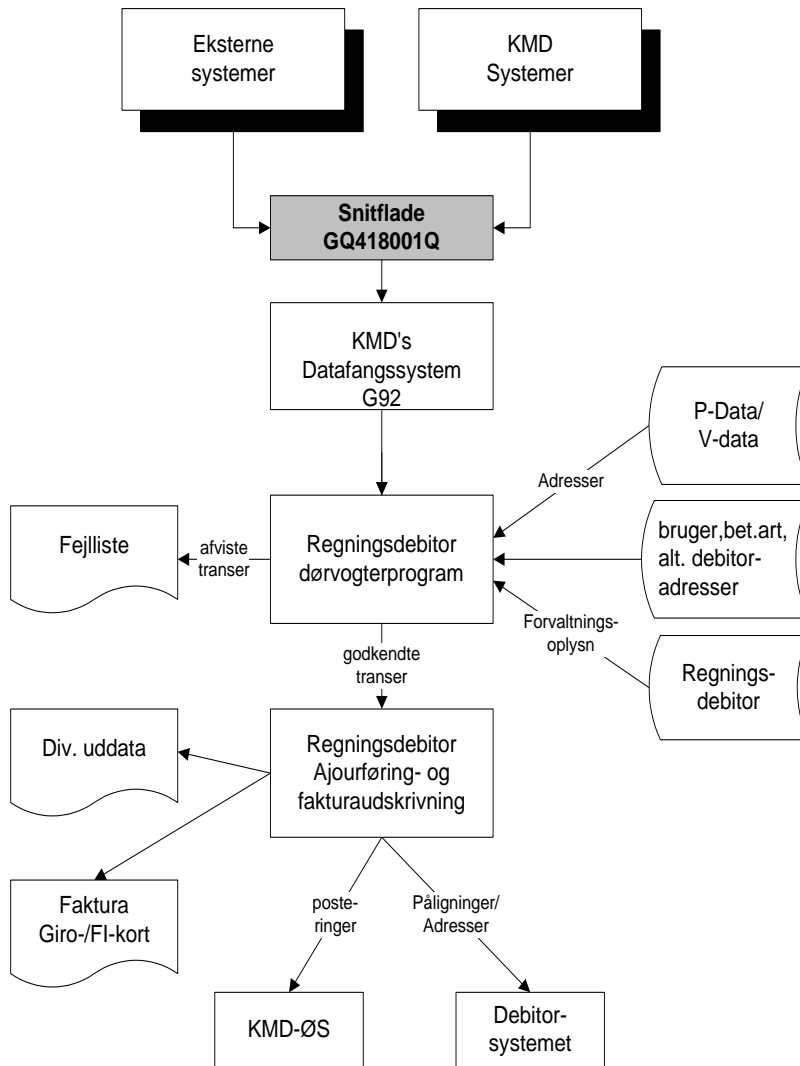 Eksterne
systemer
KMD
Systemer
Snitflade
GQ418001Q
KMD's
Datafangssystem
G92
P-Data/
V-data
Adresser
Fejlliste
afviste
transer
Regningsdebitor
dørvogterprogram
bruger,bet.art,
alt. debitor-
adresser
Forvaltnings-
oplysn
godkendte
transer
Regnings-
debitor
Div. uddata
Regningsdebitor
Ajourføring- og
fakturaudskrivning
Faktura
Giro-/FI-kort
poste-
ringer
Påligninger/
Adresser
KMD-ØS
Debitor-
systemet